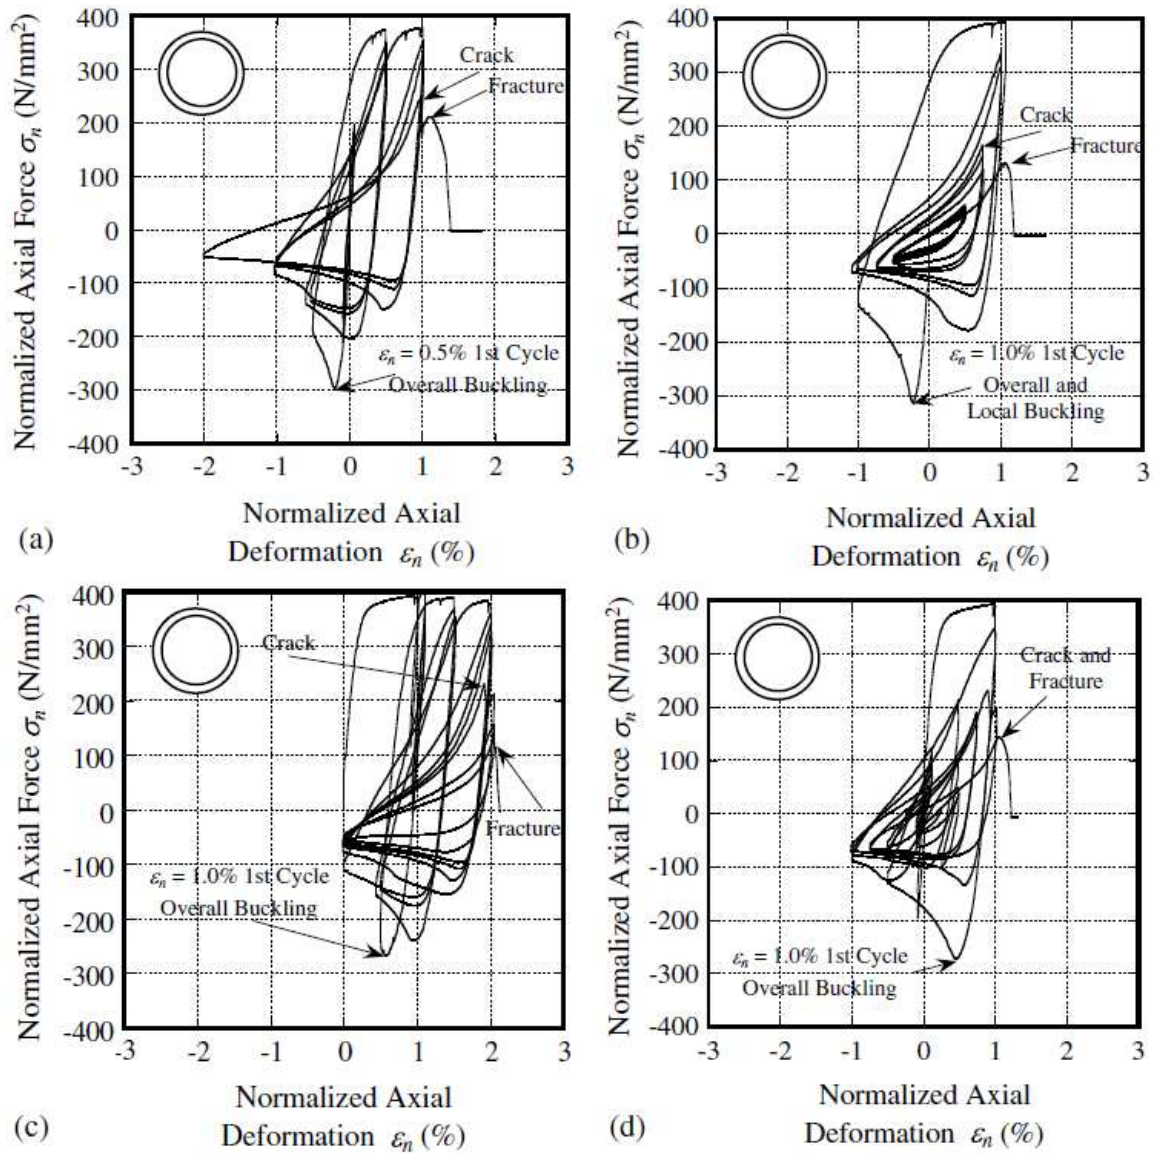 400
300
200
100
0
-100
-200
-300
-400
-3
-2
-1
0
1
2
3
Normalized Axial Force σn (N/mm²)
Crack
Fracture
εn = 0.5% 1st Cycle
Overall Buckling
Normalized Axial
Deformation εn (%)
(a)
400
300
200
100
0
-100
-200
-300
-400
-3
-2
-1
0
1
2
3
Normalized Axial Force σn (N/mm²)
Crack
Fracture
εn = 1.0% 1st Cycle
Overall and
Local Buckling
Normalized Axial
Deformation εn (%)
(b)
400
300
200
100
0
-100
-200
-300
-400
-3
-2
-1
0
1
2
3
Normalized Axial Force σn (N/mm²)
Crack
Fracture
εn = 1.0% 1st Cycle
Overall Buckling
Normalized Axial
Deformation εn (%)
(c)
400
300
200
100
0
-100
-200
-300
-400
-3
-2
-1
0
1
2
3
Normalized Axial Force σn (N/mm²)
Crack and
Fracture
εn = 1.0% 1st Cycle
Overall Buckling
Normalized Axial
Deformation εn (%)
(d)